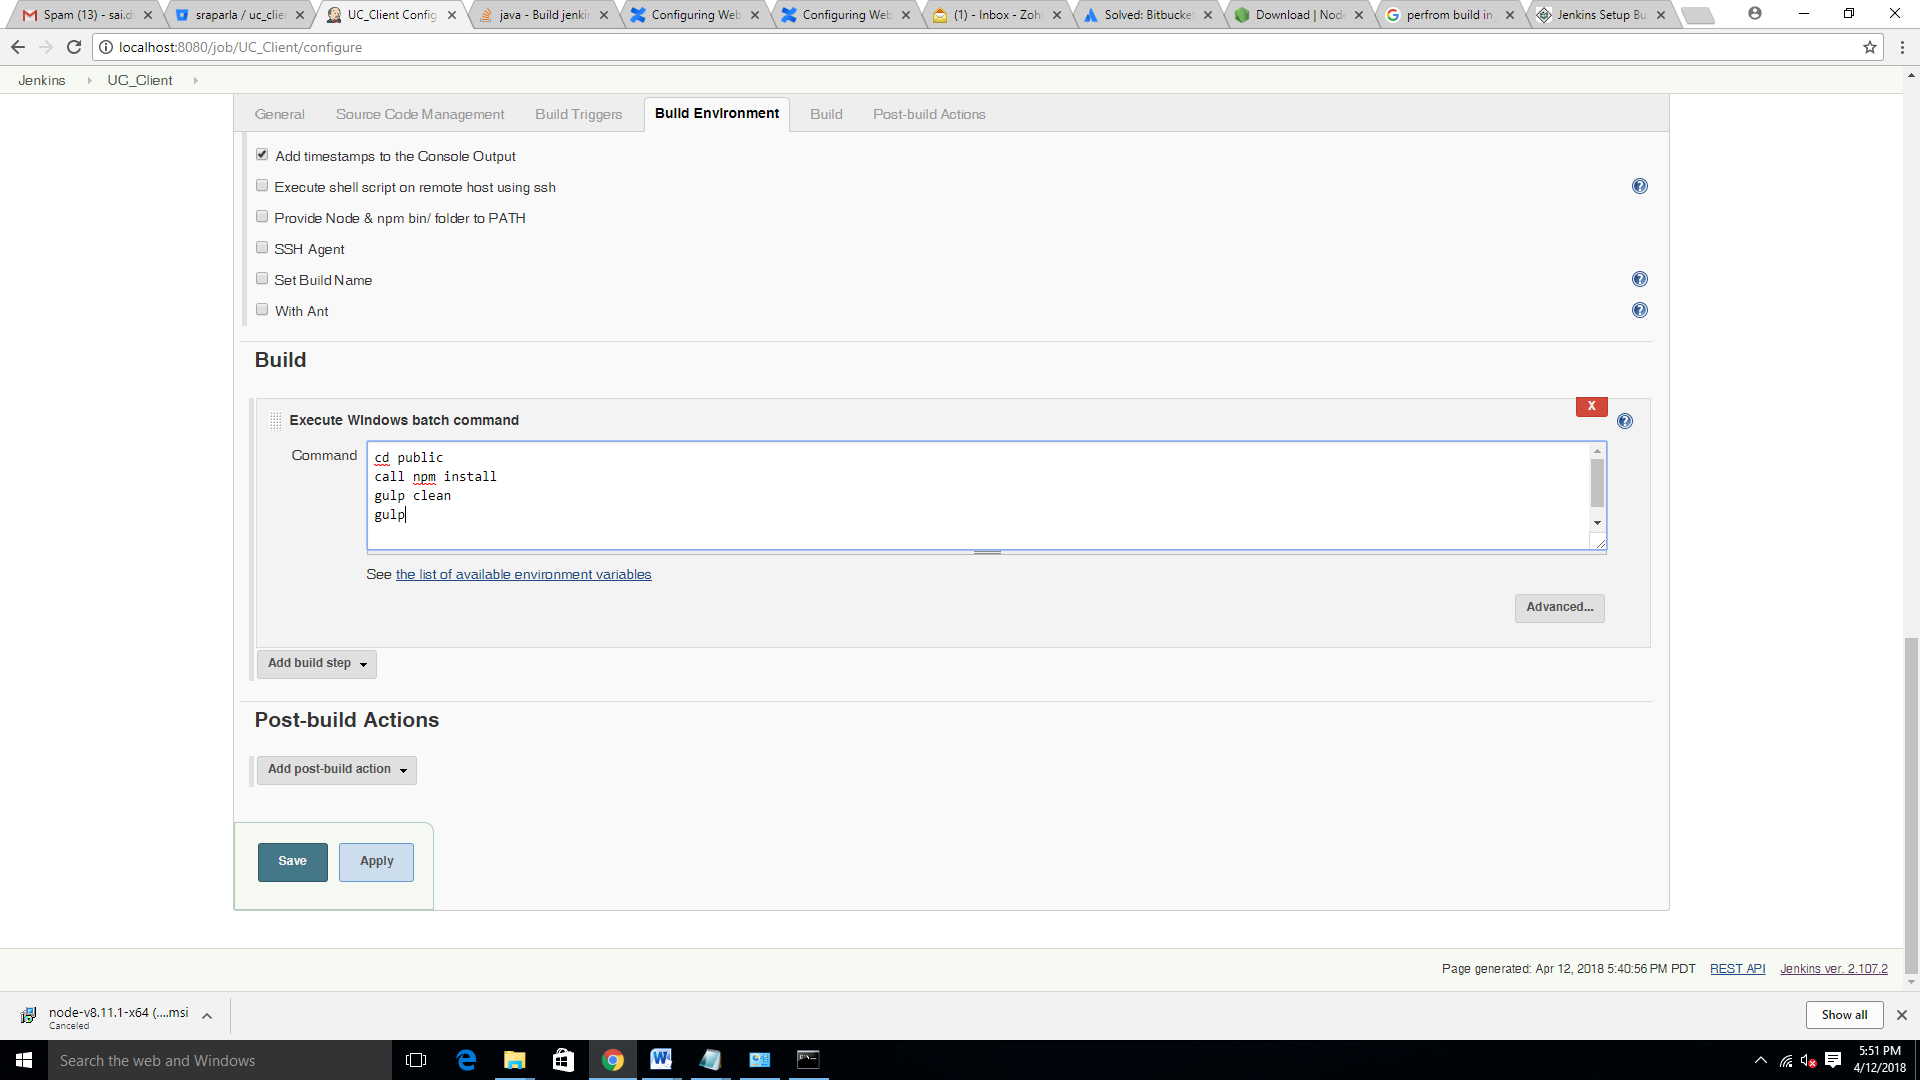 Spam (13) - sai.d
sraparla / uc_clie
UC_Client Config
java - Build jenki
Configuring Web
Configuring Web
(1) - Inbox - Zoh
Solved: Bitbucke
Download | Nod
perfrom build in
Jenkins Setup Bu
localhost:8080/job/UC_Client/configure
Jenkins
UC_Client
General
Source Code Management
Build Triggers
Build Environment
Build
Post-build Actions
Add timestamps to the Console Output
Execute shell script on remote host using ssh
Provide Node & npm bin/ folder to PATH
SSH Agent
Set Build Name
With Ant
Build
Execute Windows batch command
X
Command
cd public
call npm install
gulp clean
gulp
See the list of available environment variables
Advanced...
Add build step
Post-build Actions
Add post-build action
Save
Apply
Page generated: Apr 12, 2018 5:40:56 PM PDT
REST API
Jenkins ver. 2.107.2
node-v8.11.1-x64 (....msi
Canceled
Show all
Search the web and Windows
5:51 PM
4/12/2018